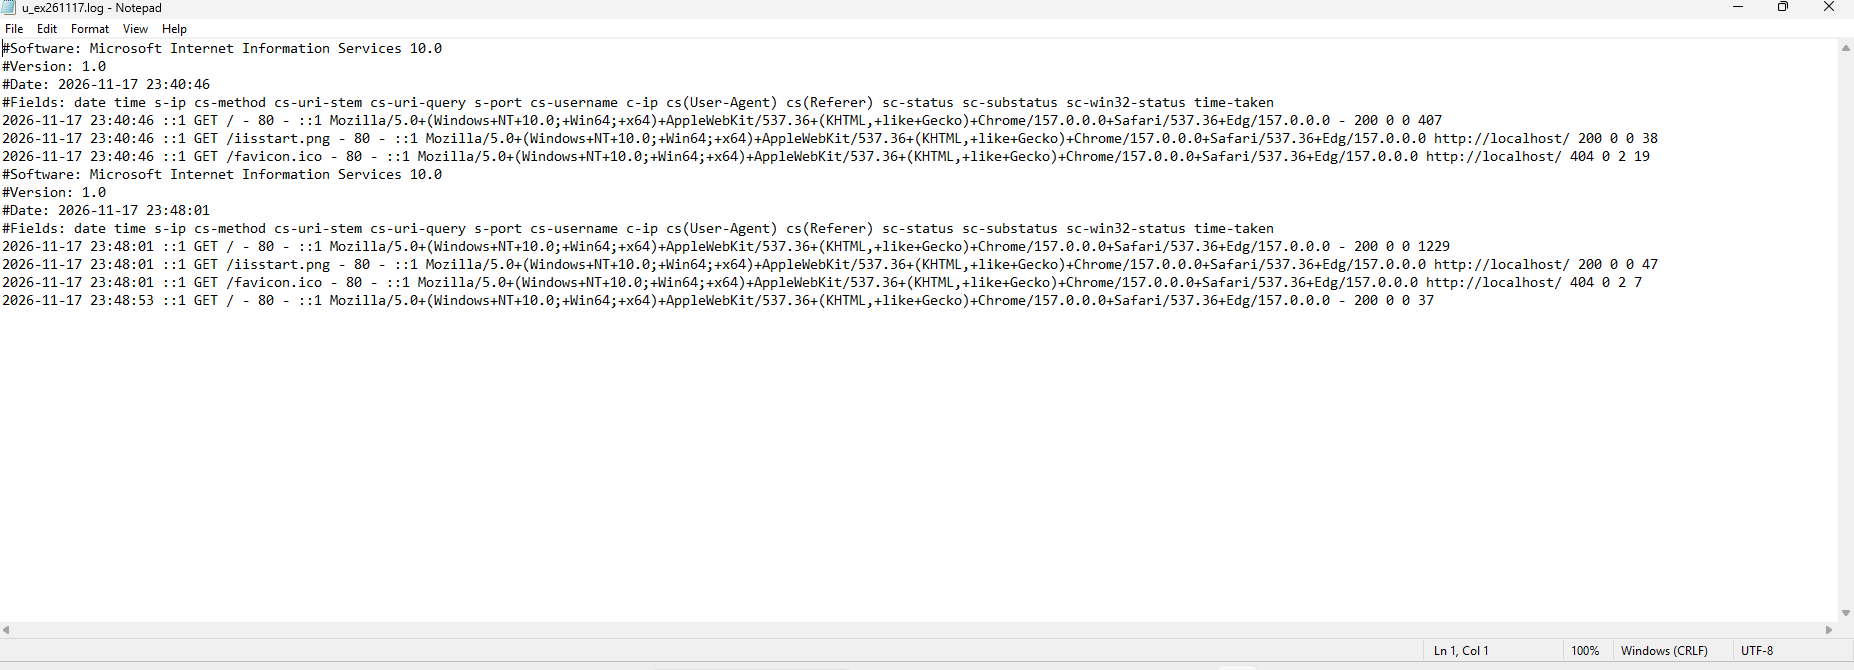 u_ex261117.log - Notepad
File Edit Format View Help
#Software: Microsoft Internet Information Services 10.0
#Version: 1.0
#Date: 2026-11-17 23:40:46
#Fields: date time s-ip cs-method cs-uri-stem cs-uri-query s-port cs-username c-ip cs(User-Agent) cs(Referer) sc-status sc-substatus sc-win32-status time-taken
2026-11-17 23:40:46 ::1 GET / - 80 - ::1 Mozilla/5.0+(Windows+NT+10.0;+Win64;+x64)+AppleWebKit/537.36+(KHTML,+like+Gecko)+Chrome/157.0.0.0+Safari/537.36+Edg/157.0.0.0 - 200 0 0 407
2026-11-17 23:40:46 ::1 GET /iisstart.png - 80 - ::1 Mozilla/5.0+(Windows+NT+10.0;+Win64;+x64)+AppleWebKit/537.36+(KHTML,+like+Gecko)+Chrome/157.0.0.0+Safari/537.36+Edg/157.0.0.0 http://localhost/ 200 0 0 38
2026-11-17 23:40:46 ::1 GET /favicon.ico - 80 - ::1 Mozilla/5.0+(Windows+NT+10.0;+Win64;+x64)+AppleWebKit/537.36+(KHTML,+like+Gecko)+Chrome/157.0.0.0+Safari/537.36+Edg/157.0.0.0 http://localhost/ 404 0 2 19
#Software: Microsoft Internet Information Services 10.0
#Version: 1.0
#Date: 2026-11-17 23:48:01
#Fields: date time s-ip cs-method cs-uri-stem cs-uri-query s-port cs-username c-ip cs(User-Agent) cs(Referer) sc-status sc-substatus sc-win32-status time-taken
2026-11-17 23:48:01 ::1 GET / - 80 - ::1 Mozilla/5.0+(Windows+NT+10.0;+Win64;+x64)+AppleWebKit/537.36+(KHTML,+like+Gecko)+Chrome/157.0.0.0+Safari/537.36+Edg/157.0.0.0 - 200 0 0 1229
2026-11-17 23:48:01 ::1 GET /iisstart.png - 80 - ::1 Mozilla/5.0+(Windows+NT+10.0;+Win64;+x64)+AppleWebKit/537.36+(KHTML,+like+Gecko)+Chrome/157.0.0.0+Safari/537.36+Edg/157.0.0.0 http://localhost/ 200 0 0 47
2026-11-17 23:48:01 ::1 GET /favicon.ico - 80 - ::1 Mozilla/5.0+(Windows+NT+10.0;+Win64;+x64)+AppleWebKit/537.36+(KHTML,+like+Gecko)+Chrome/157.0.0.0+Safari/537.36+Edg/157.0.0.0 http://localhost/ 404 0 2 7
2026-11-17 23:48:53 ::1 GET / - 80 - ::1 Mozilla/5.0+(Windows+NT+10.0;+Win64;+x64)+AppleWebKit/537.36+(KHTML,+like+Gecko)+Chrome/157.0.0.0+Safari/537.36+Edg/157.0.0.0 - 200 0 0 37
Ln 1, Col 1 100% Windows (CRLF) UTF-8